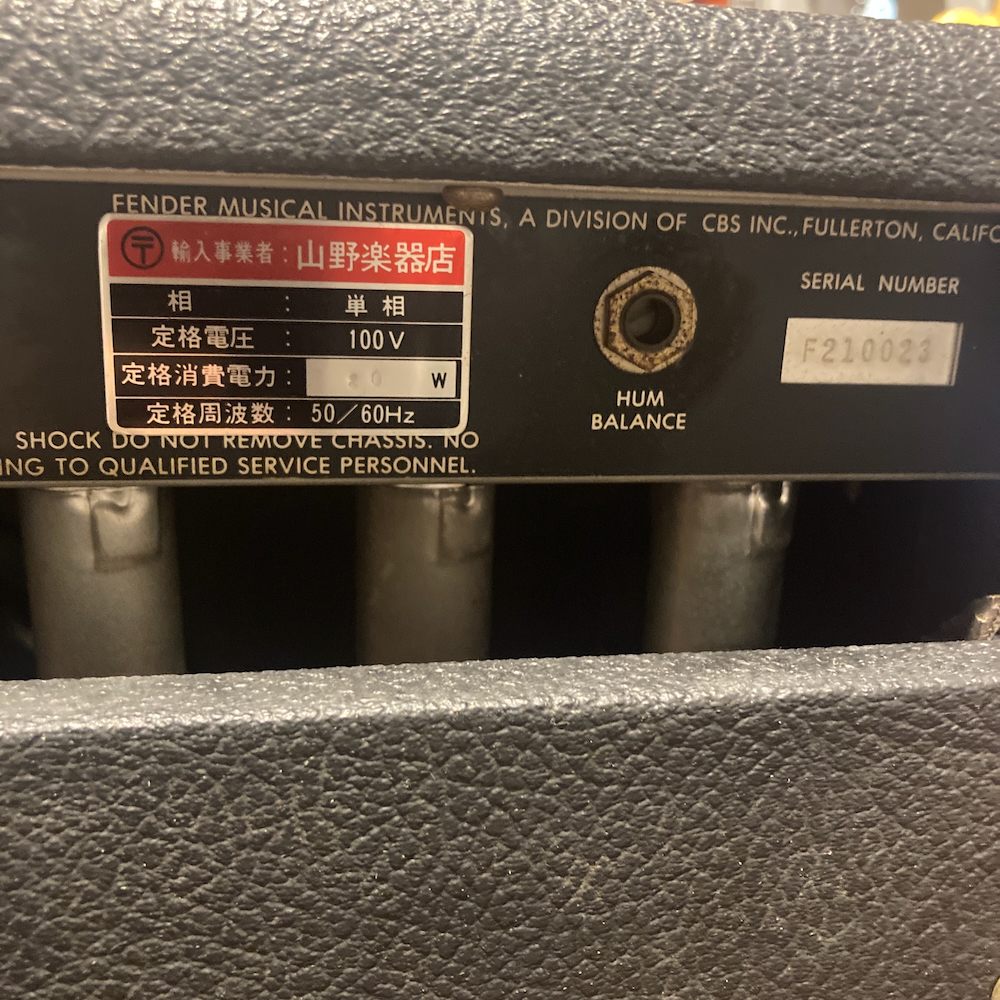 FENDER MUSICAL INSTRUMENTS, A DIVISION OF CBS INC., FULLERTON, CALIFO
〒 輸入事業者: 山野楽器店
相 : 単相
定格電圧 : 100V
定格消費電力: W
定格周波数: 50/60Hz
HUM
BALANCE
SERIAL NUMBER
F210023
SHOCK DO NOT REMOVE CHASSIS. NO
ING TO QUALIFIED SERVICE PERSONNEL.